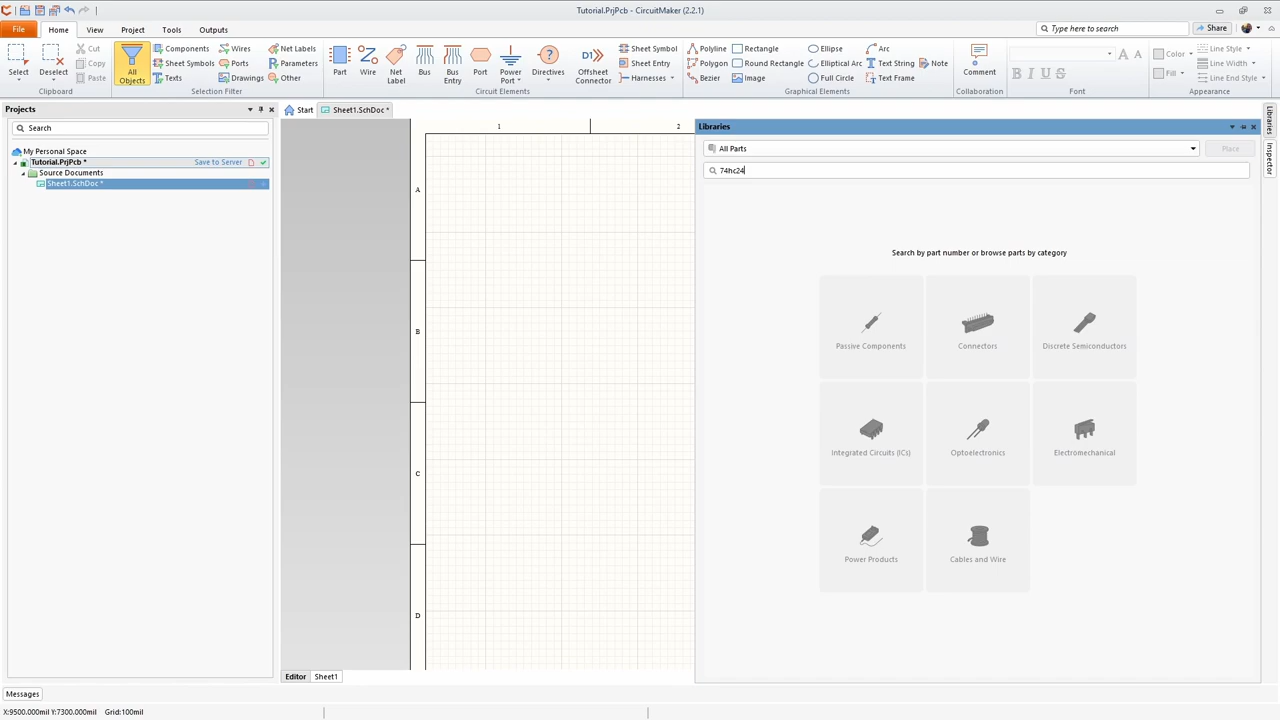 Tutorial.PrjPcb - CircuitMaker (2.2.1)
File Home View Project Tools Outputs
Type here to search
Share
Select
Deselect
Cut
Copy
Paste
Clipboard
All Objects
Components
Sheet Symbols
Texts
Wires
Ports
Drawings
Net Labels
Parameters
Other
Selection Filter
Part
Wire
Net Label
Bus
Bus Entry
Port
Power Port
Directives
D1
Offsheet Connector
Sheet Symbol
Sheet Entry
Harnesses
Circuit Elements
Polyline
Polygon
Bezier
Rectangle
Round Rectangle
Image
Ellipse
Elliptical Arc
Full Circle
Arc
Text String
Text Frame
Note
Graphical Elements
Comment
Collaboration
A A
B I U S
Font
Color
Fill
Line Style
Line Width
Line End Style
Appearance
Projects
Search
My Personal Space
Tutorial.PrjPcb *
Save to Server
Source Documents
Sheet1.SchDoc *
Start
Sheet1.SchDoc *
1
2
A
B
C
D
Libraries
All Parts
Place
74hc24
Search by part number or browse parts by category
Passive Components
Connectors
Discrete Semiconductors
Integrated Circuits (ICs)
Optoelectronics
Electromechanical
Power Products
Cables and Wire
Libraries
Inspector
Editor
Sheet1
Messages
X:9500.000mil Y:7300.000mil Grid:100mil